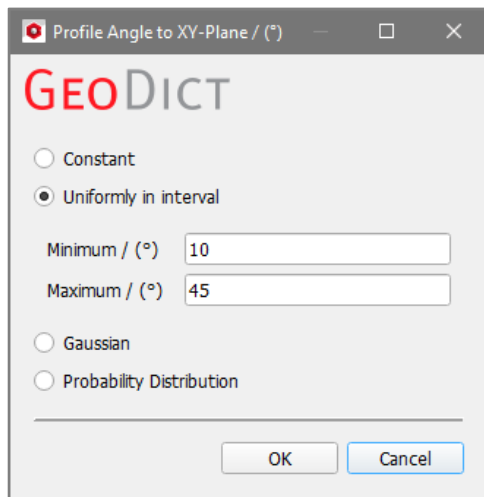 Profile Angle to XY-Plane / (°)
GEODICT
Constant
Uniformly in interval
Minimum / (°) 10
Maximum / (°) 45
Gaussian
Probability Distribution
OK Cancel